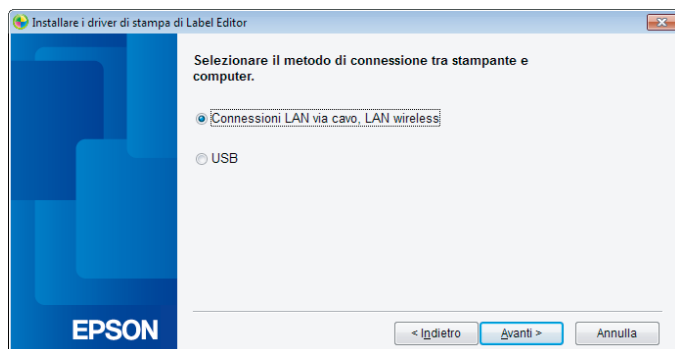 Installare i driver di stampa di Label Editor
Selezionare il metodo di connessione tra stampante e
computer.
Connessioni LAN via cavo, LAN wireless
USB
EPSON
< Indietro
Avanti >
Annulla